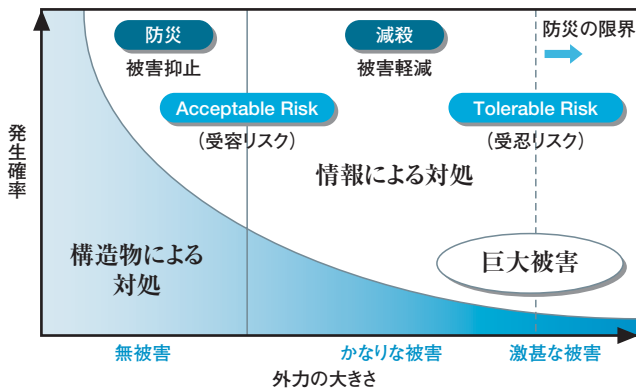 防災
減殺
防災の限界
被害抑止
被害軽減
Acceptable Risk
Tolerable Risk
(受容リスク)
(受忍リスク)
発生確率
情報による対処
構造物による
対処
巨大被害
無被害
かなりな被害
激甚な被害
外力の大きさ